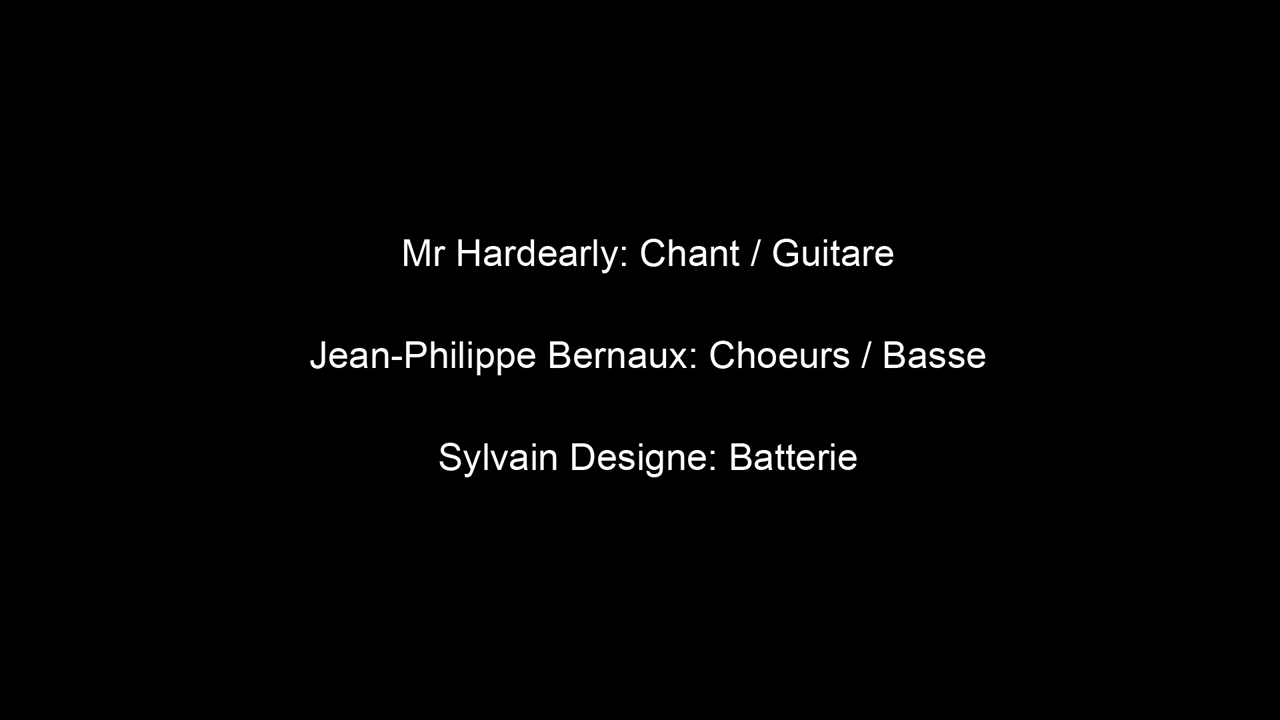 Mr Hardearly: Chant / Guitare
Jean-Philippe Bernaux: Choeurs / Basse
Sylvain Designe: Batterie